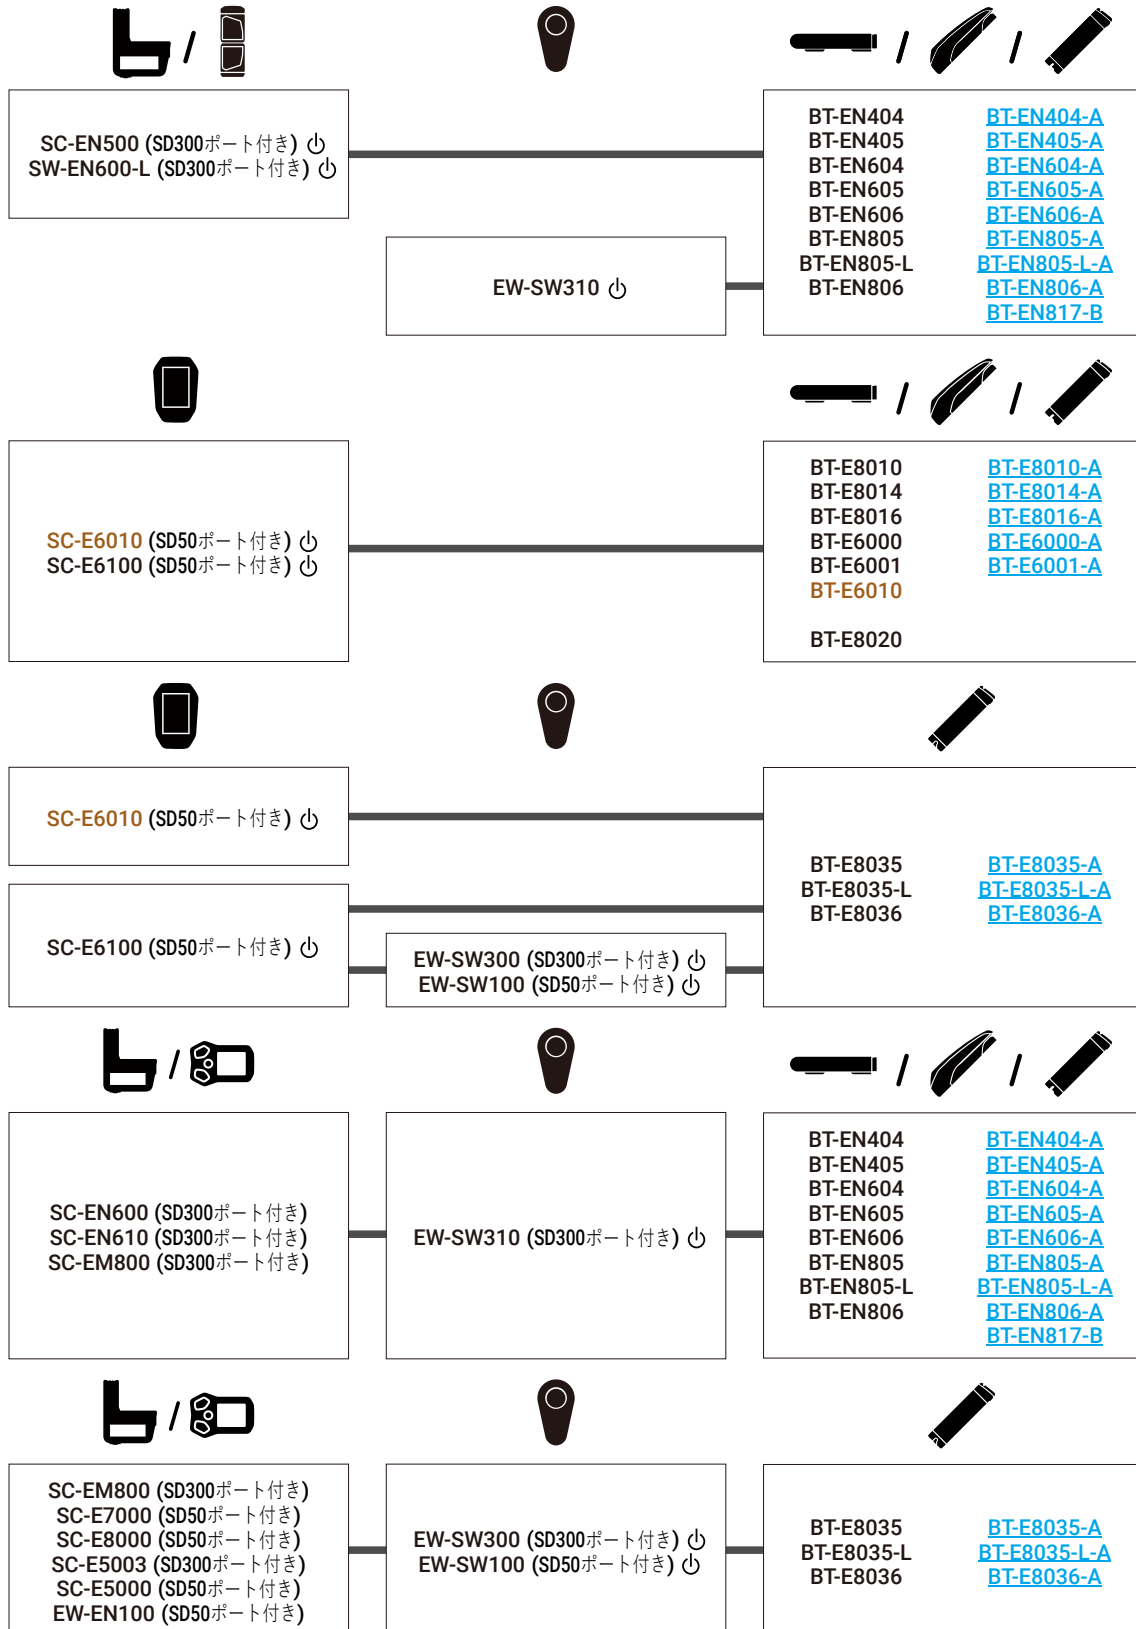 SC-EN500 (SD300ポート付き)
SW-EN600-L (SD300ポート付き)
EW-SW310
BT-EN404 BT-EN404-A
BT-EN405 BT-EN405-A
BT-EN604 BT-EN604-A
BT-EN605 BT-EN605-A
BT-EN606 BT-EN606-A
BT-EN805 BT-EN805-A
BT-EN805-L BT-EN805-L-A
BT-EN806 BT-EN806-A
BT-EN817-B
SC-E6010 (SD50ポート付き)
SC-E6100 (SD50ポート付き)
BT-E8010 BT-E8010-A
BT-E8014 BT-E8014-A
BT-E8016 BT-E8016-A
BT-E6000 BT-E6000-A
BT-E6001 BT-E6001-A
BT-E6010
BT-E8020
SC-E6010 (SD50ポート付き)
SC-E6100 (SD50ポート付き)
EW-SW300 (SD300ポート付き)
EW-SW100 (SD50ポート付き)
BT-E8035 BT-E8035-A
BT-E8035-L BT-E8035-L-A
BT-E8036 BT-E8036-A
SC-EN600 (SD300ポート付き)
SC-EN610 (SD300ポート付き)
SC-EM800 (SD300ポート付き)
EW-SW310 (SD300ポート付き)
BT-EN404 BT-EN404-A
BT-EN405 BT-EN405-A
BT-EN604 BT-EN604-A
BT-EN605 BT-EN605-A
BT-EN606 BT-EN606-A
BT-EN805 BT-EN805-A
BT-EN805-L BT-EN805-L-A
BT-EN806 BT-EN806-A
BT-EN817-B
SC-EM800 (SD300ポート付き)
SC-E7000 (SD50ポート付き)
SC-E8000 (SD50ポート付き)
SC-E5003 (SD300ポート付き)
SC-E5000 (SD50ポート付き)
EW-EN100 (SD50ポート付き)
EW-SW300 (SD300ポート付き)
EW-SW100 (SD50ポート付き)
BT-E8035 BT-E8035-A
BT-E8035-L BT-E8035-L-A
BT-E8036 BT-E8036-A